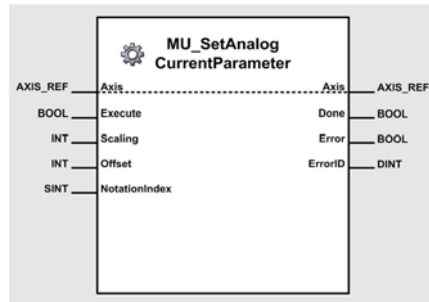 MU_SetAnalog
CurrentParameter
AXIS_REF Axis Axis AXIS_REF
BOOL Execute Done BOOL
INT Scaling Error BOOL
INT Offset ErrorID DINT
SINT NotationIndex